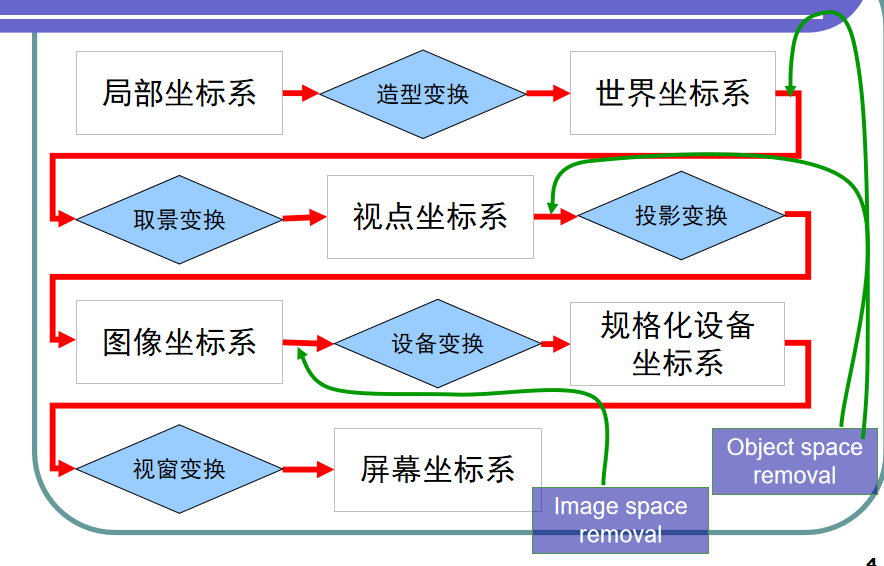 局部坐标系
造型变换
世界坐标系
取景变换
视点坐标系
投影变换
图像坐标系
设备变换
规格化设备
坐标系
视窗变换
屏幕坐标系
Object space
removal
Image space
removal
4